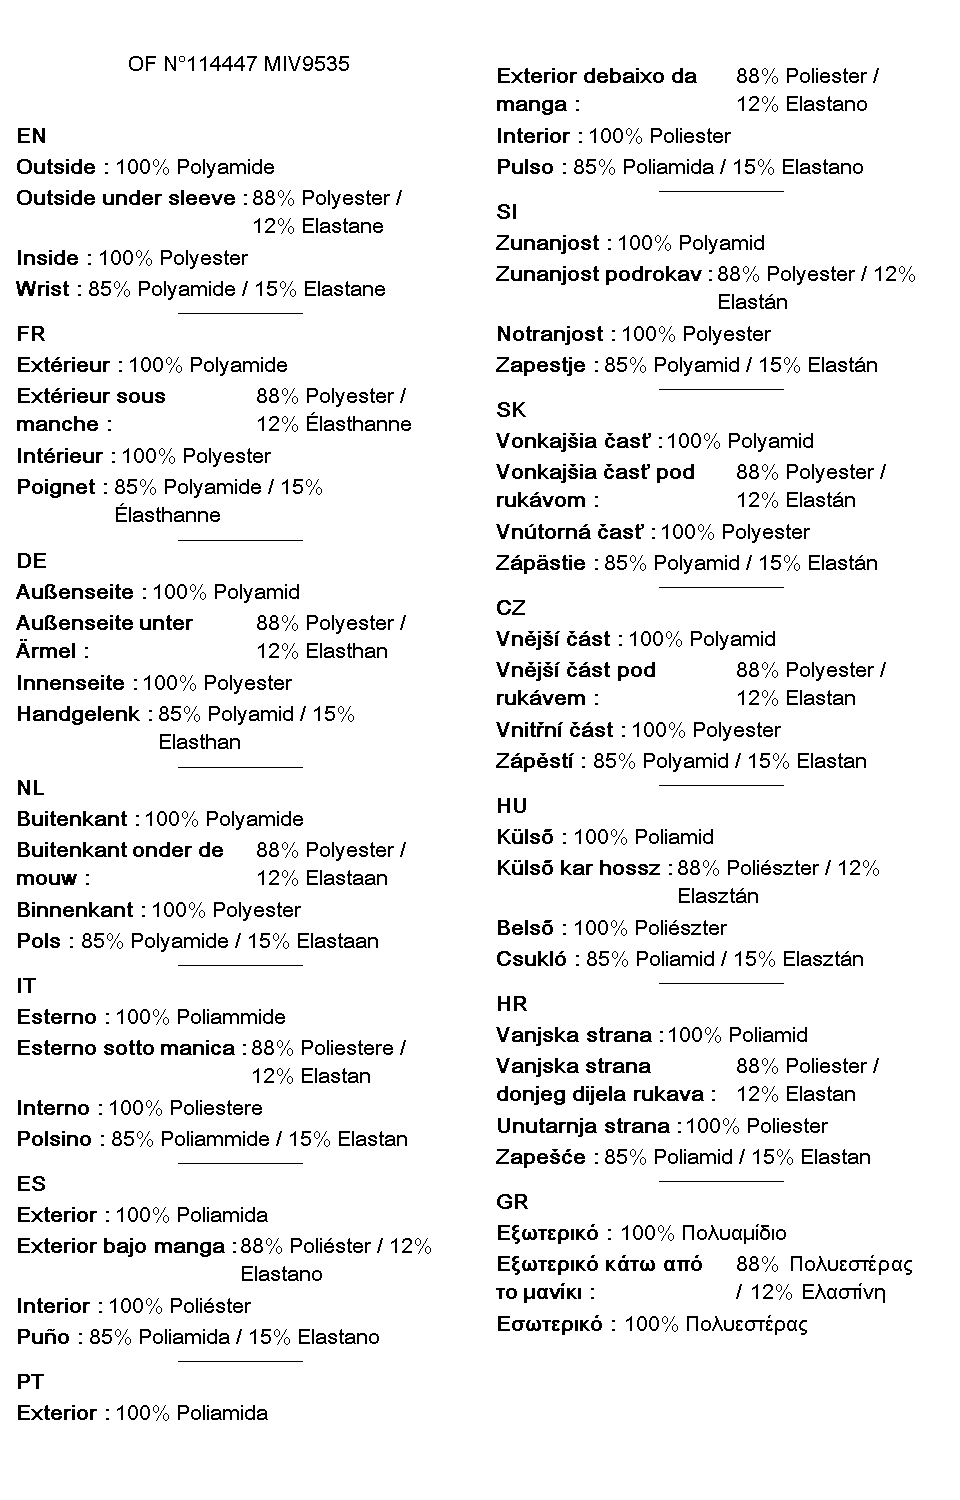 OF N°114447 MIV9535
EN
Outside : 100% Polyamide
Outside under sleeve : 88% Polyester /
12% Elastane
Inside : 100% Polyester
Wrist : 85% Polyamide / 15% Elastane
FR
Extérieur : 100% Polyamide
Extérieur sous 88% Polyester /
manche : 12% Élasthanne
Intérieur : 100% Polyester
Poignet : 85% Polyamide / 15%
Élasthanne
DE
Außenseite : 100% Polyamid
Außenseite unter 88% Polyester /
Ärmel : 12% Elasthan
Innenseite : 100% Polyester
Handgelenk : 85% Polyamid / 15%
Elasthan
NL
Buitenkant : 100% Polyamide
Buitenkant onder de 88% Polyester /
mouw : 12% Elastaan
Binnenkant : 100% Polyester
Pols : 85% Polyamide / 15% Elastaan
IT
Esterno : 100% Poliammide
Esterno sotto manica : 88% Poliestere /
12% Elastan
Interno : 100% Poliestere
Polsino : 85% Poliammide / 15% Elastan
ES
Exterior : 100% Poliamida
Exterior bajo manga : 88% Poliéster / 12%
Elastano
Interior : 100% Poliéster
Puño : 85% Poliamida / 15% Elastano
PT
Exterior : 100% Poliamida
Exterior debaixo da 88% Poliester /
manga : 12% Elastano
Interior : 100% Poliester
Pulso : 85% Poliamida / 15% Elastano
SI
Zunanjost : 100% Polyamid
Zunanjost podrokav : 88% Polyester / 12%
Elastán
Notranjost : 100% Polyester
Zapestje : 85% Polyamid / 15% Elastán
SK
Vonkajšia časť : 100% Polyamid
Vonkajšia časť pod 88% Polyester /
rukávom : 12% Elastán
Vnútorná časť : 100% Polyester
Zápästie : 85% Polyamid / 15% Elastán
CZ
Vnější část : 100% Polyamid
Vnější část pod 88% Polyester /
rukávem : 12% Elastan
Vnitřní část : 100% Polyester
Zápěstí : 85% Polyamid / 15% Elastan
HU
Külsõ : 100% Poliamid
Külsõ kar hossz : 88% Poliészter / 12%
Elasztán
Belsõ : 100% Poliészter
Csukló : 85% Poliamid / 15% Elasztán
HR
Vanjska strana : 100% Poliamid
Vanjska strana 88% Poliester /
donjeg dijela rukava : 12% Elastan
Unutarnja strana : 100% Poliester
Zapešće : 85% Poliamid / 15% Elastan
GR
Εξωτερικό : 100% Πολυαμίδιο
Εξωτερικό κάτω από 88% Πολυεστέρας
το μανίκι : / 12% Ελαστίνη
Εσωτερικό : 100% Πολυεστέρας